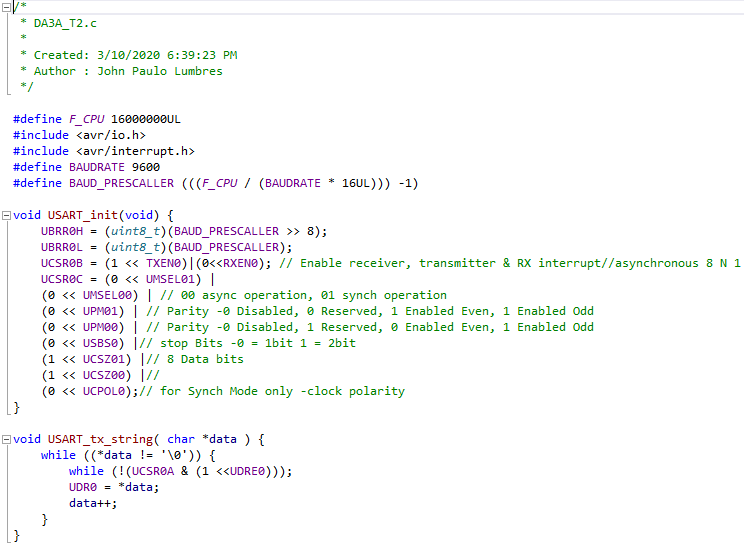 /*
 * DA3A_T2.c
 *
 * Created: 3/10/2020 6:39:23 PM
 * Author : John Paulo Lumbres
 */

#define F_CPU 16000000UL
#include <avr/io.h>
#include <avr/interrupt.h>
#define BAUDRATE 9600
#define BAUD_PRESCALLER (((F_CPU / (BAUDRATE * 16UL))) -1)

void USART_init(void) {
    UBRR0H = (uint8_t)(BAUD_PRESCALLER >> 8);
    UBRR0L = (uint8_t)(BAUD_PRESCALLER);
    UCSR0B = (1 << TXEN0)|(0<<RXEN0); // Enable receiver, transmitter & RX interrupt//asynchronous 8 N 1
    UCSR0C = (0 << UMSEL01) |
    (0 << UMSEL00) | // 00 async operation, 01 synch operation
    (0 << UPM01) | // Parity -0 Disabled, 0 Reserved, 1 Enabled Even, 1 Enabled Odd
    (0 << UPM00) | // Parity -0 Disabled, 1 Reserved, 0 Enabled Even, 1 Enabled Odd
    (0 << USBS0) |// stop Bits -0 = 1bit 1 = 2bit
    (1 << UCSZ01) |// 8 Data bits
    (1 << UCSZ00) |//
    (0 << UCPOL0);// for Synch Mode only -clock polarity
}

void USART_tx_string( char *data ) {
    while ((*data != '\0')) {
        while (!(UCSR0A & (1 <<UDRE0)));
        UDR0 = *data;
        data++;
    }
}